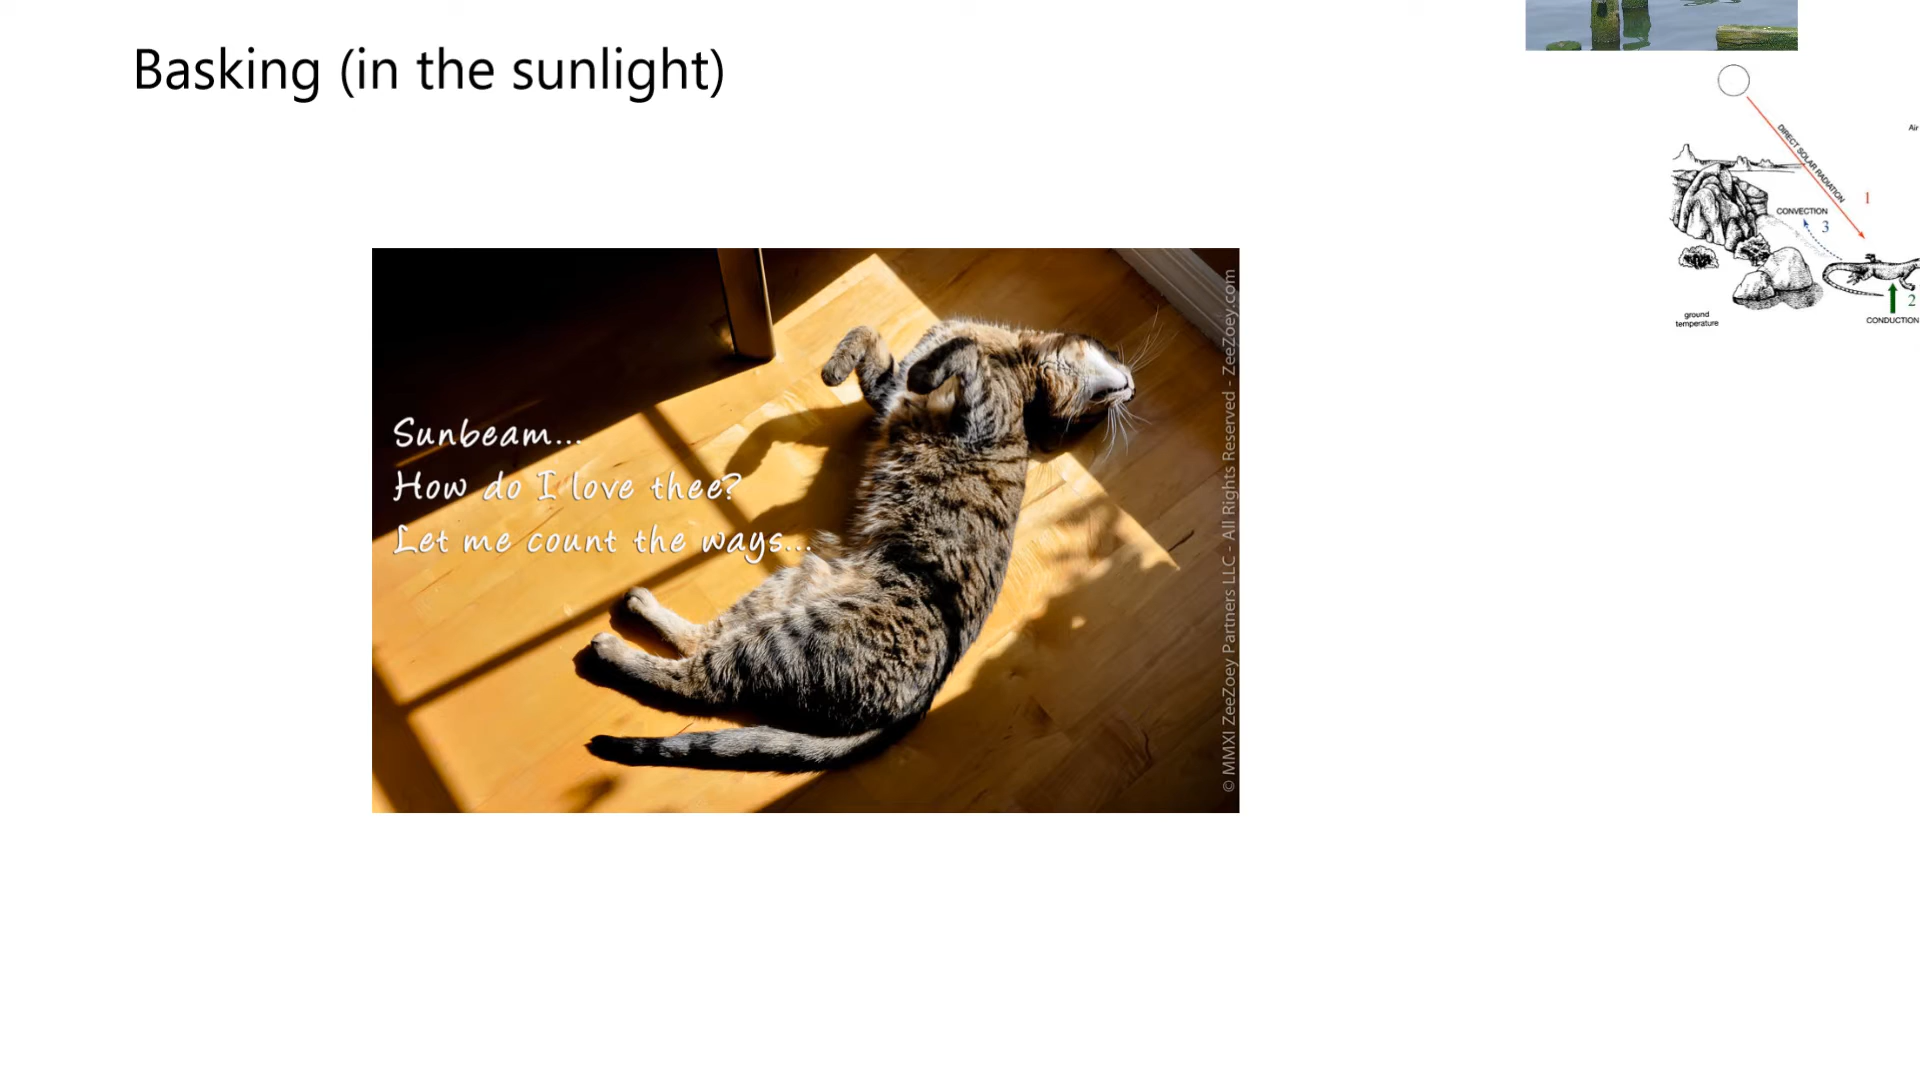 Basking (in the sunlight)
Sunbeam...
How do I love thee?
Let me count the ways...
© MMXI ZeeZoey Partners LLC - All Rights Reserved - ZeeZoey.com
Air
DIRECT SOLAR RADIATION
1
CONVECTION
3
2
ground
temperature
CONDUCTION